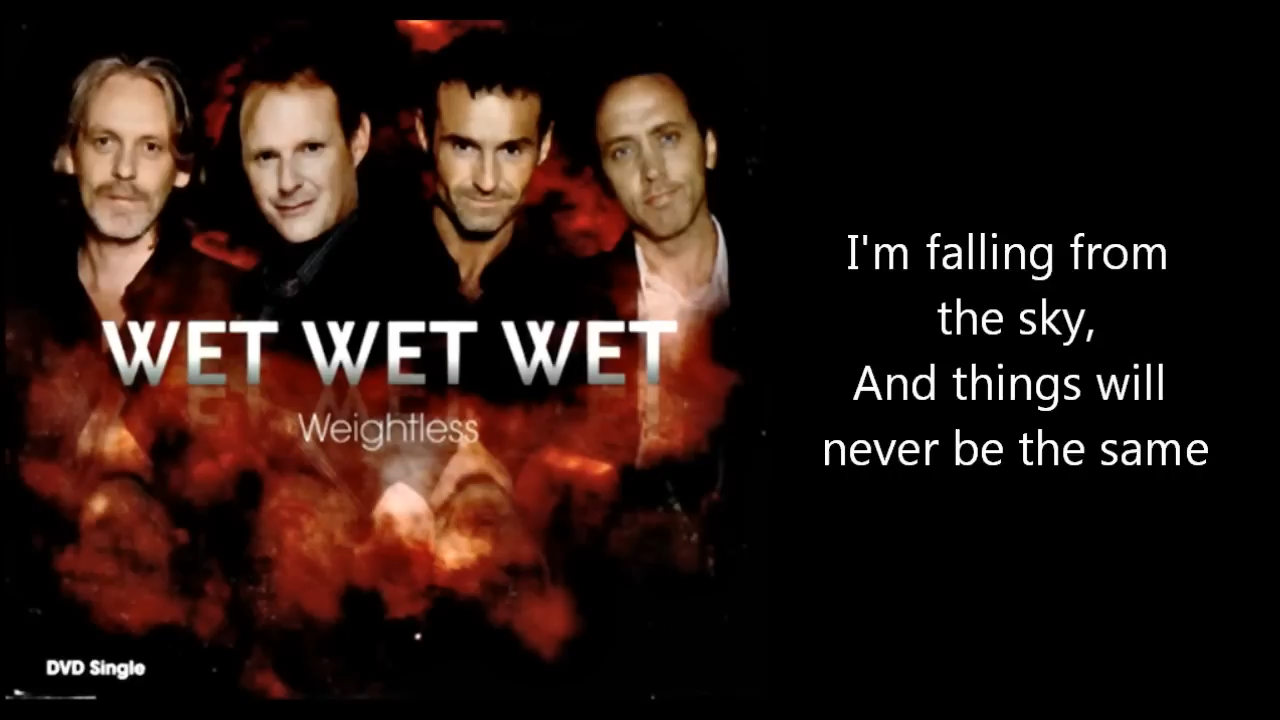 WET WET WET
Weightless
DVD Single
I'm falling from
the sky,
And things will
never be the same